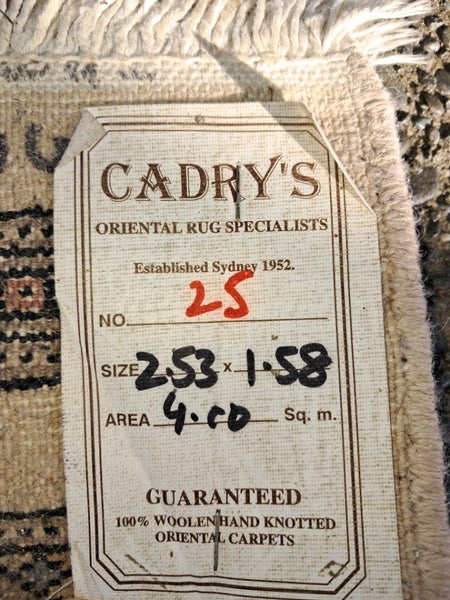 CADRY'S
ORIENTAL RUG SPECIALISTS
Established Sydney 1952.
NO. 25
SIZE 2.53 x 1.58
AREA 4.00 Sq. m.
GUARANTEED
100% WOOLEN HAND KNOTTED
ORIENTAL CARPETS